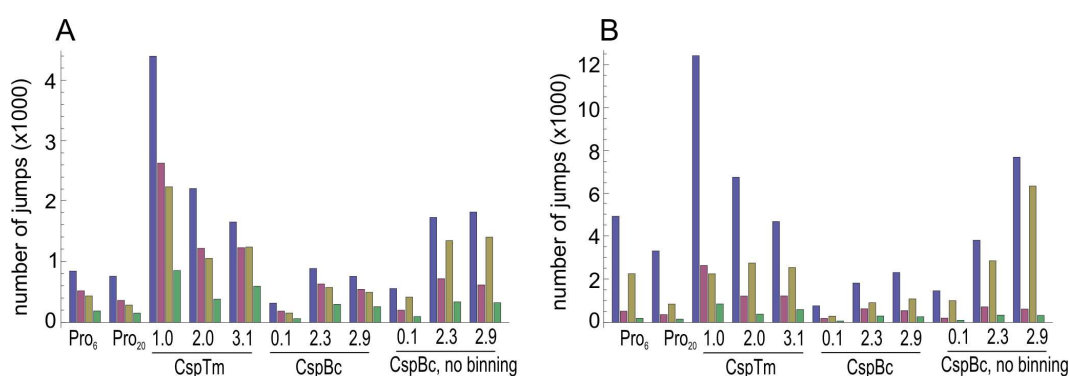 A
number of jumps (x1000)
4
3
2
1
0
Pro6 Pro20 1.0 2.0 3.1 0.1 2.3 2.9 0.1 2.3 2.9
CspTm CspBc CspBc, no binning
B
number of jumps (x1000)
12
10
8
6
4
2
0
Pro6 Pro20 1.0 2.0 3.1 0.1 2.3 2.9 0.1 2.3 2.9
CspTm CspBc CspBc, no binning